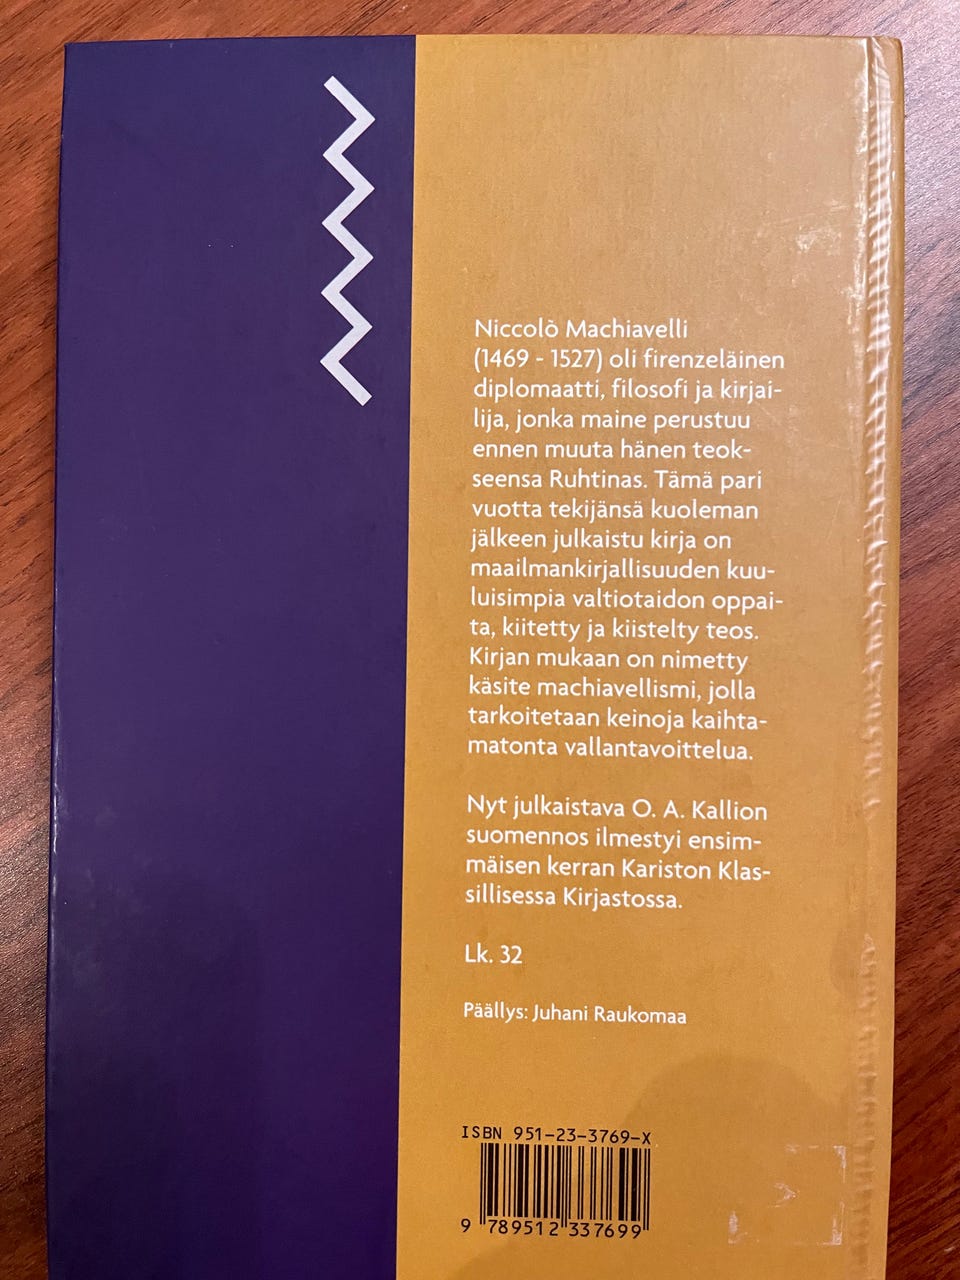 Niccolò Machiavelli
(1469 - 1527) oli firenzeläinen
diplomaatti, filosofi ja kirjai-
lija, jonka maine perustuu
ennen muuta hänen teok-
seensa Ruhtinas. Tämä pari
vuotta tekijänsä kuoleman
jälkeen julkaistu kirja on
maailmankirjallisuuden kuu-
luisimpia valtiotaidon oppai-
ta, kiitetty ja kiistelty teos.
Kirjan mukaan on nimetty
käsite machiavellismi, jolla
tarkoitetaan keinoja kaihta-
matonta vallantavoittelua.
Nyt julkaistava O. A. Kallion
suomennos ilmestyi ensim-
mäisen kerran Kariston Klas-
sillisessa Kirjastossa.
Lk. 32
Päällys: Juhani Raukomaa
ISBN 951-23-3769-X
9 789512 337699